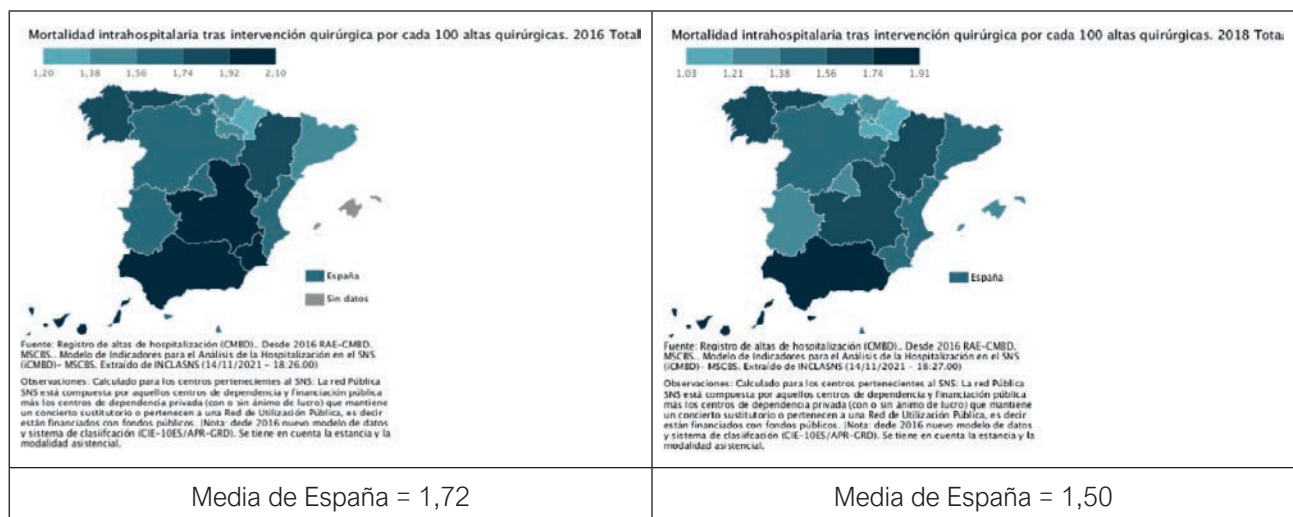 Mortalidad intrahospitalaria tras intervención quirúrgica por cada 100 altas quirúrgicas. 2016 Total
1,20 1,38 1,56 1,74 1,92 2,10
España
Sin datos
Fuente: Registro de altas de hospitalización (CMBD).. Desde 2016 RAE-CMBD.
MSCBS.. Modelo de Indicadores para el Análisis de la Hospitalización en el SNS
(iCMBD)- MSCBS. Extraído de INCLASNS (14/11/2021 - 18:26.00)
Observaciones: Calculado para los centros pertenecientes al SNS: La red Pública
SNS está compuesta por aquellos centros de dependencia y financiación pública
más los centros de dependencia privada (con o sin ánimo de lucro) que mantiene
un concierto sustitutorio o pertenecen a una Red de Utilización Pública, es decir
están financiados con fondos públicos. |Nota: dede 2016 nuevo modelo de datos
y sistema de clasiifcación (CIE-10ES/APR-GRD). Se tiene en cuenta la estancia y la
modalidad asistencial.
Media de España = 1,72
Mortalidad intrahospitalaria tras intervención quirúrgica por cada 100 altas quirúrgicas. 2018 Tota
1.03 1.21 1.38 1.56 1.74 1.91
España
Fuente: Registro de altas de hospitalización (CMBD).. Desde 2016 RAE-CMBD.
MSCBS.. Modelo de Indicadores para el Análisis de la Hospitalización en el SNS
(iCMBD)- MSCBS. Extraído de INCLASNS (14/11/2021 - 18:27.00)
Observaciones: Calculado para los centros pertenecientes al SNS: La red Pública
SNS está compuesta por aquellos centros de dependencia y financiación pública
más los centros de dependencia privada (con o sin ánimo de lucro) que mantiene
un concierto sustitutorio o pertenecen a una Red de Utilización Pública, es decir
están financiados con fondos públicos. |Nota: dede 2016 nuevo modelo de datos
y sistema de clasiifcación (CIE-10ES/APR-GRD). Se tiene en cuenta la estancia y la
modalidad asistencial.
Media de España = 1,50